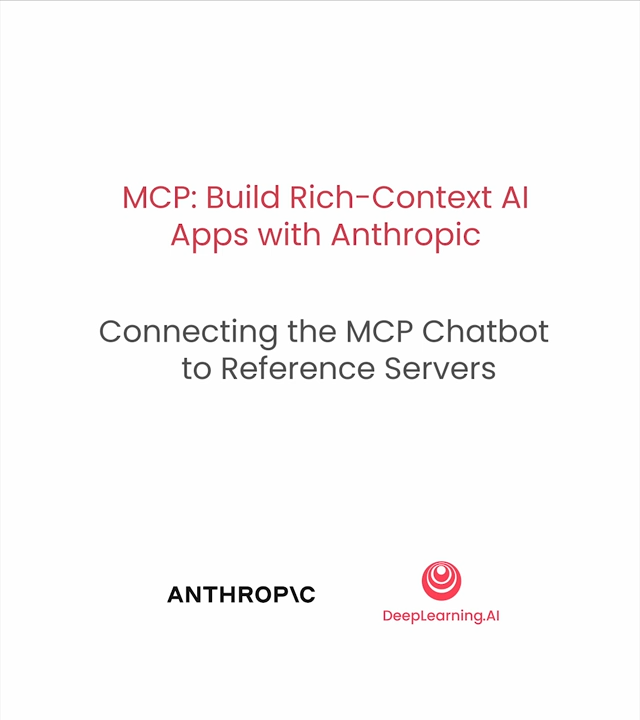 MCP: Build Rich-Context AI
Apps with Anthropic
Connecting the MCP Chatbot
to Reference Servers
ANTHROP\C
DeepLearning.AI